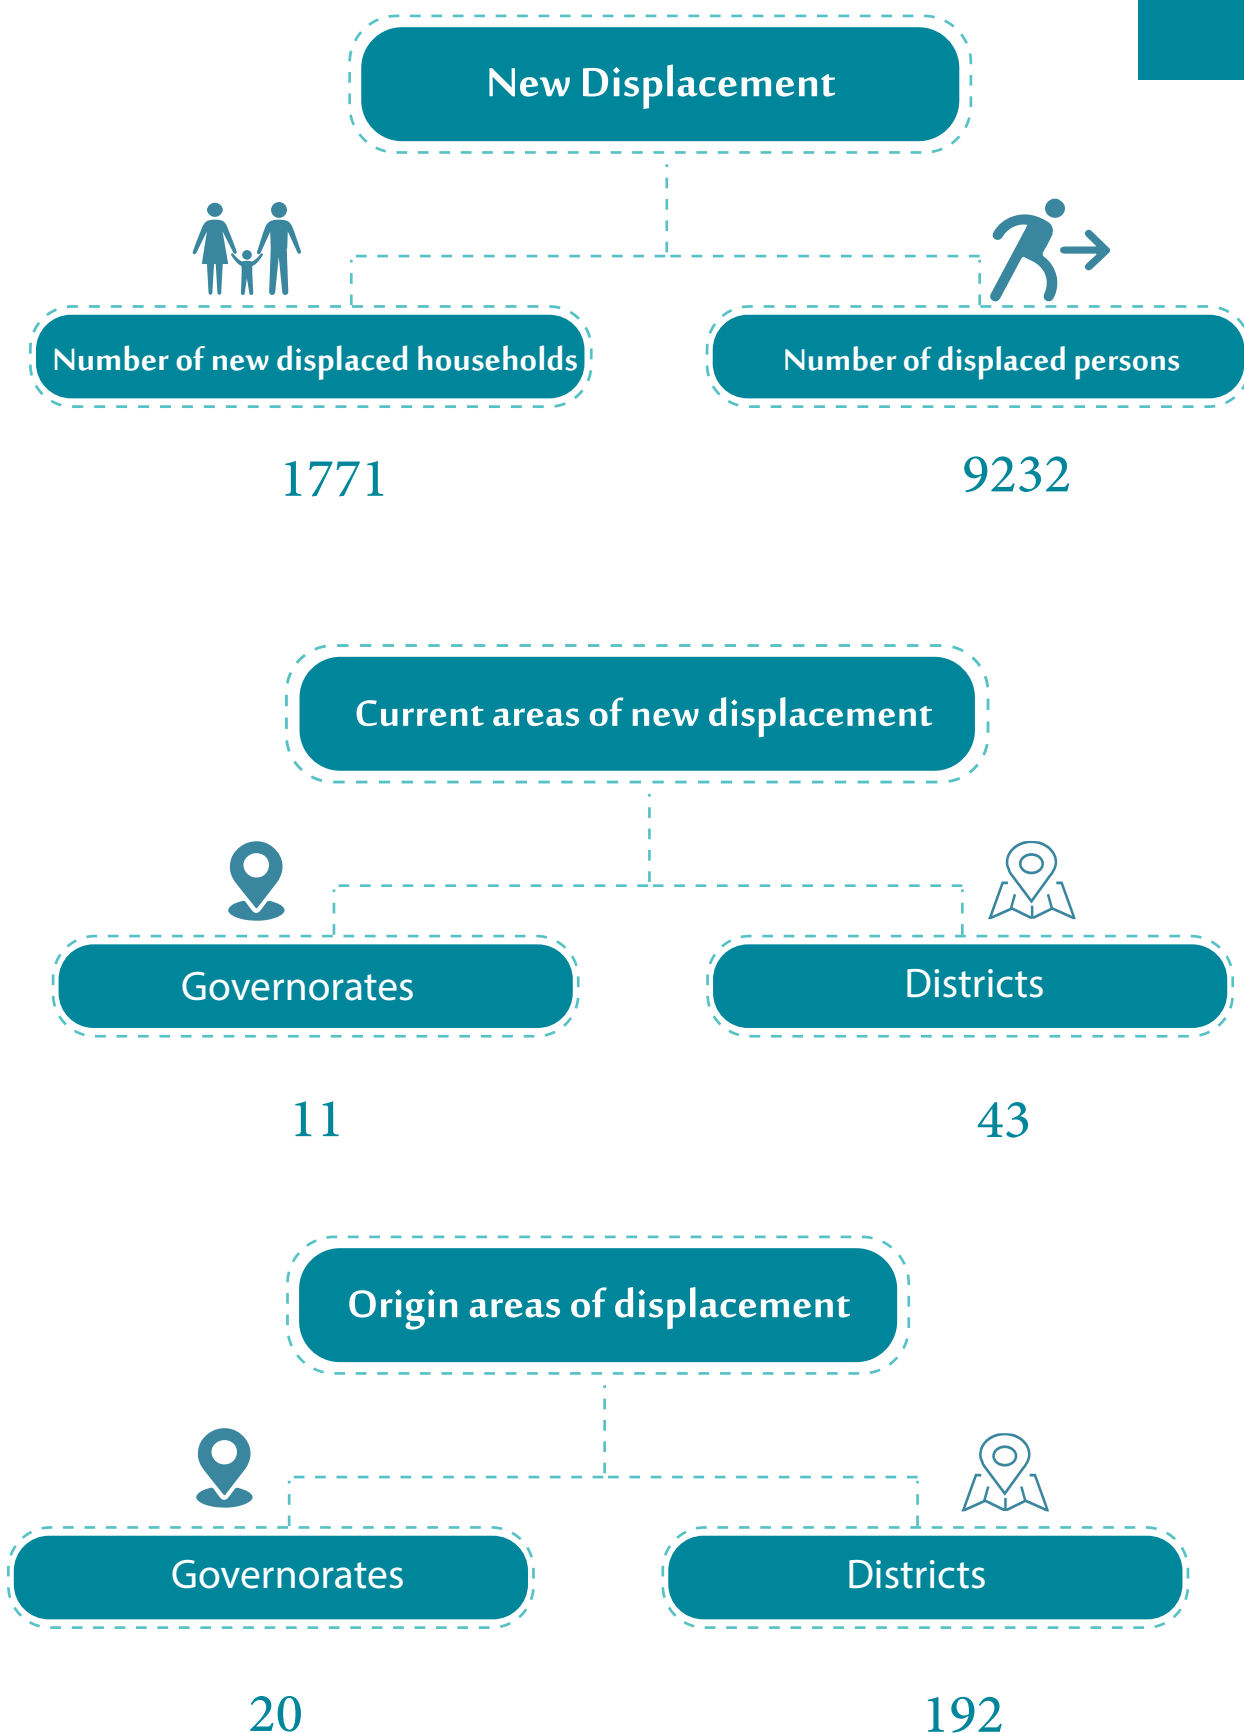 New Displacement
Number of new displaced households
Number of displaced persons
1771
9232
Current areas of new displacement
Governorates
Districts
11
43
Origin areas of displacement
Governorates
Districts
20
192